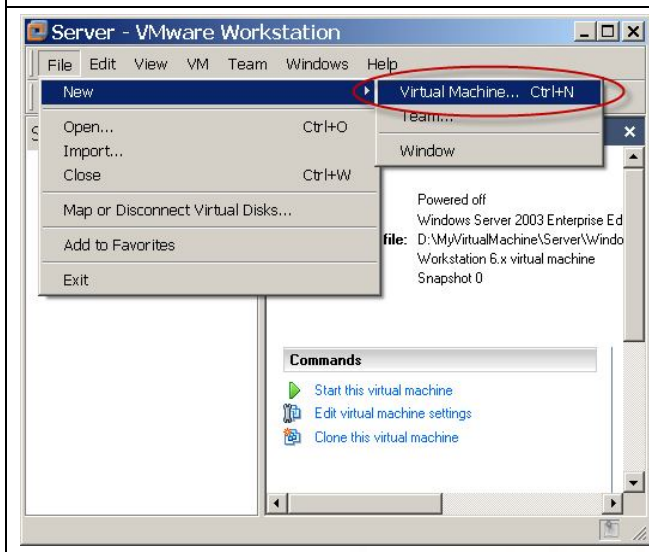 Server - VMware Workstation
File Edit View VM Team Windows Help
New
Virtual Machine... Ctrl+N
Team...
Window
Open... Ctrl+O
Import...
Close Ctrl+W
Map or Disconnect Virtual Disks...
Add to Favorites
Exit
Powered off
Windows Server 2003 Enterprise Ed
file: D:\MyVirtualMachine\Server\Windo
Workstation 6.x virtual machine
Snapshot 0
Commands
Start this virtual machine
Edit virtual machine settings
Clone this virtual machine